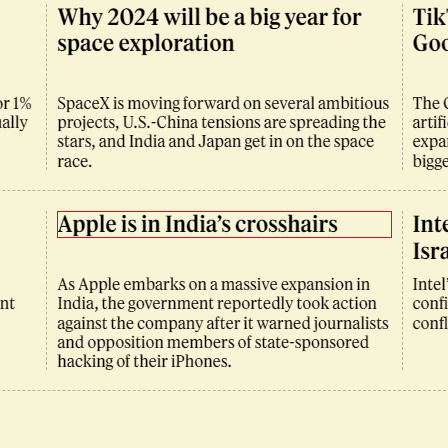 Why 2024 will be a big year for
space exploration
SpaceX is moving forward on several ambitious
projects, U.S.-China tensions are spreading the
stars, and India and Japan get in on the space
race.
or 1%
ally
Tik
Goo
The
artifi
expa
bigge
Apple is in India's crosshairs
As Apple embarks on a massive expansion in
India, the government reportedly took action
against the company after it warned journalists
and opposition members of state-sponsored
hacking of their iPhones.
nt
Inte
Isra
Intel'
confi
confl